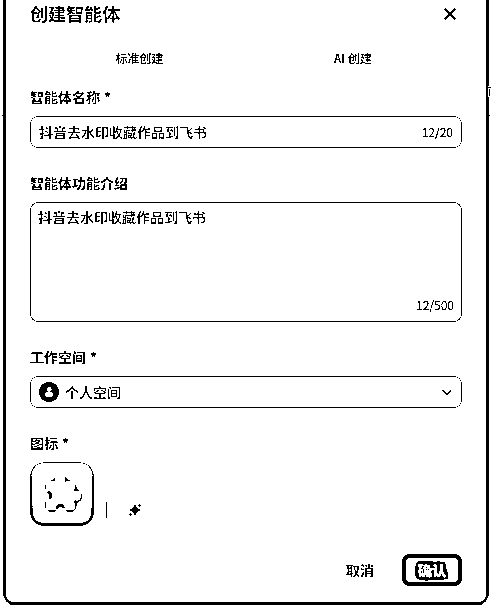 创建智能体
标准创建
AI 创建
智能体名称 *
抖音去水印收藏作品到飞书
12/20
智能体功能介绍
抖音去水印收藏作品到飞书
12/500
工作空间 *
个人空间
图标 *
取消
确认